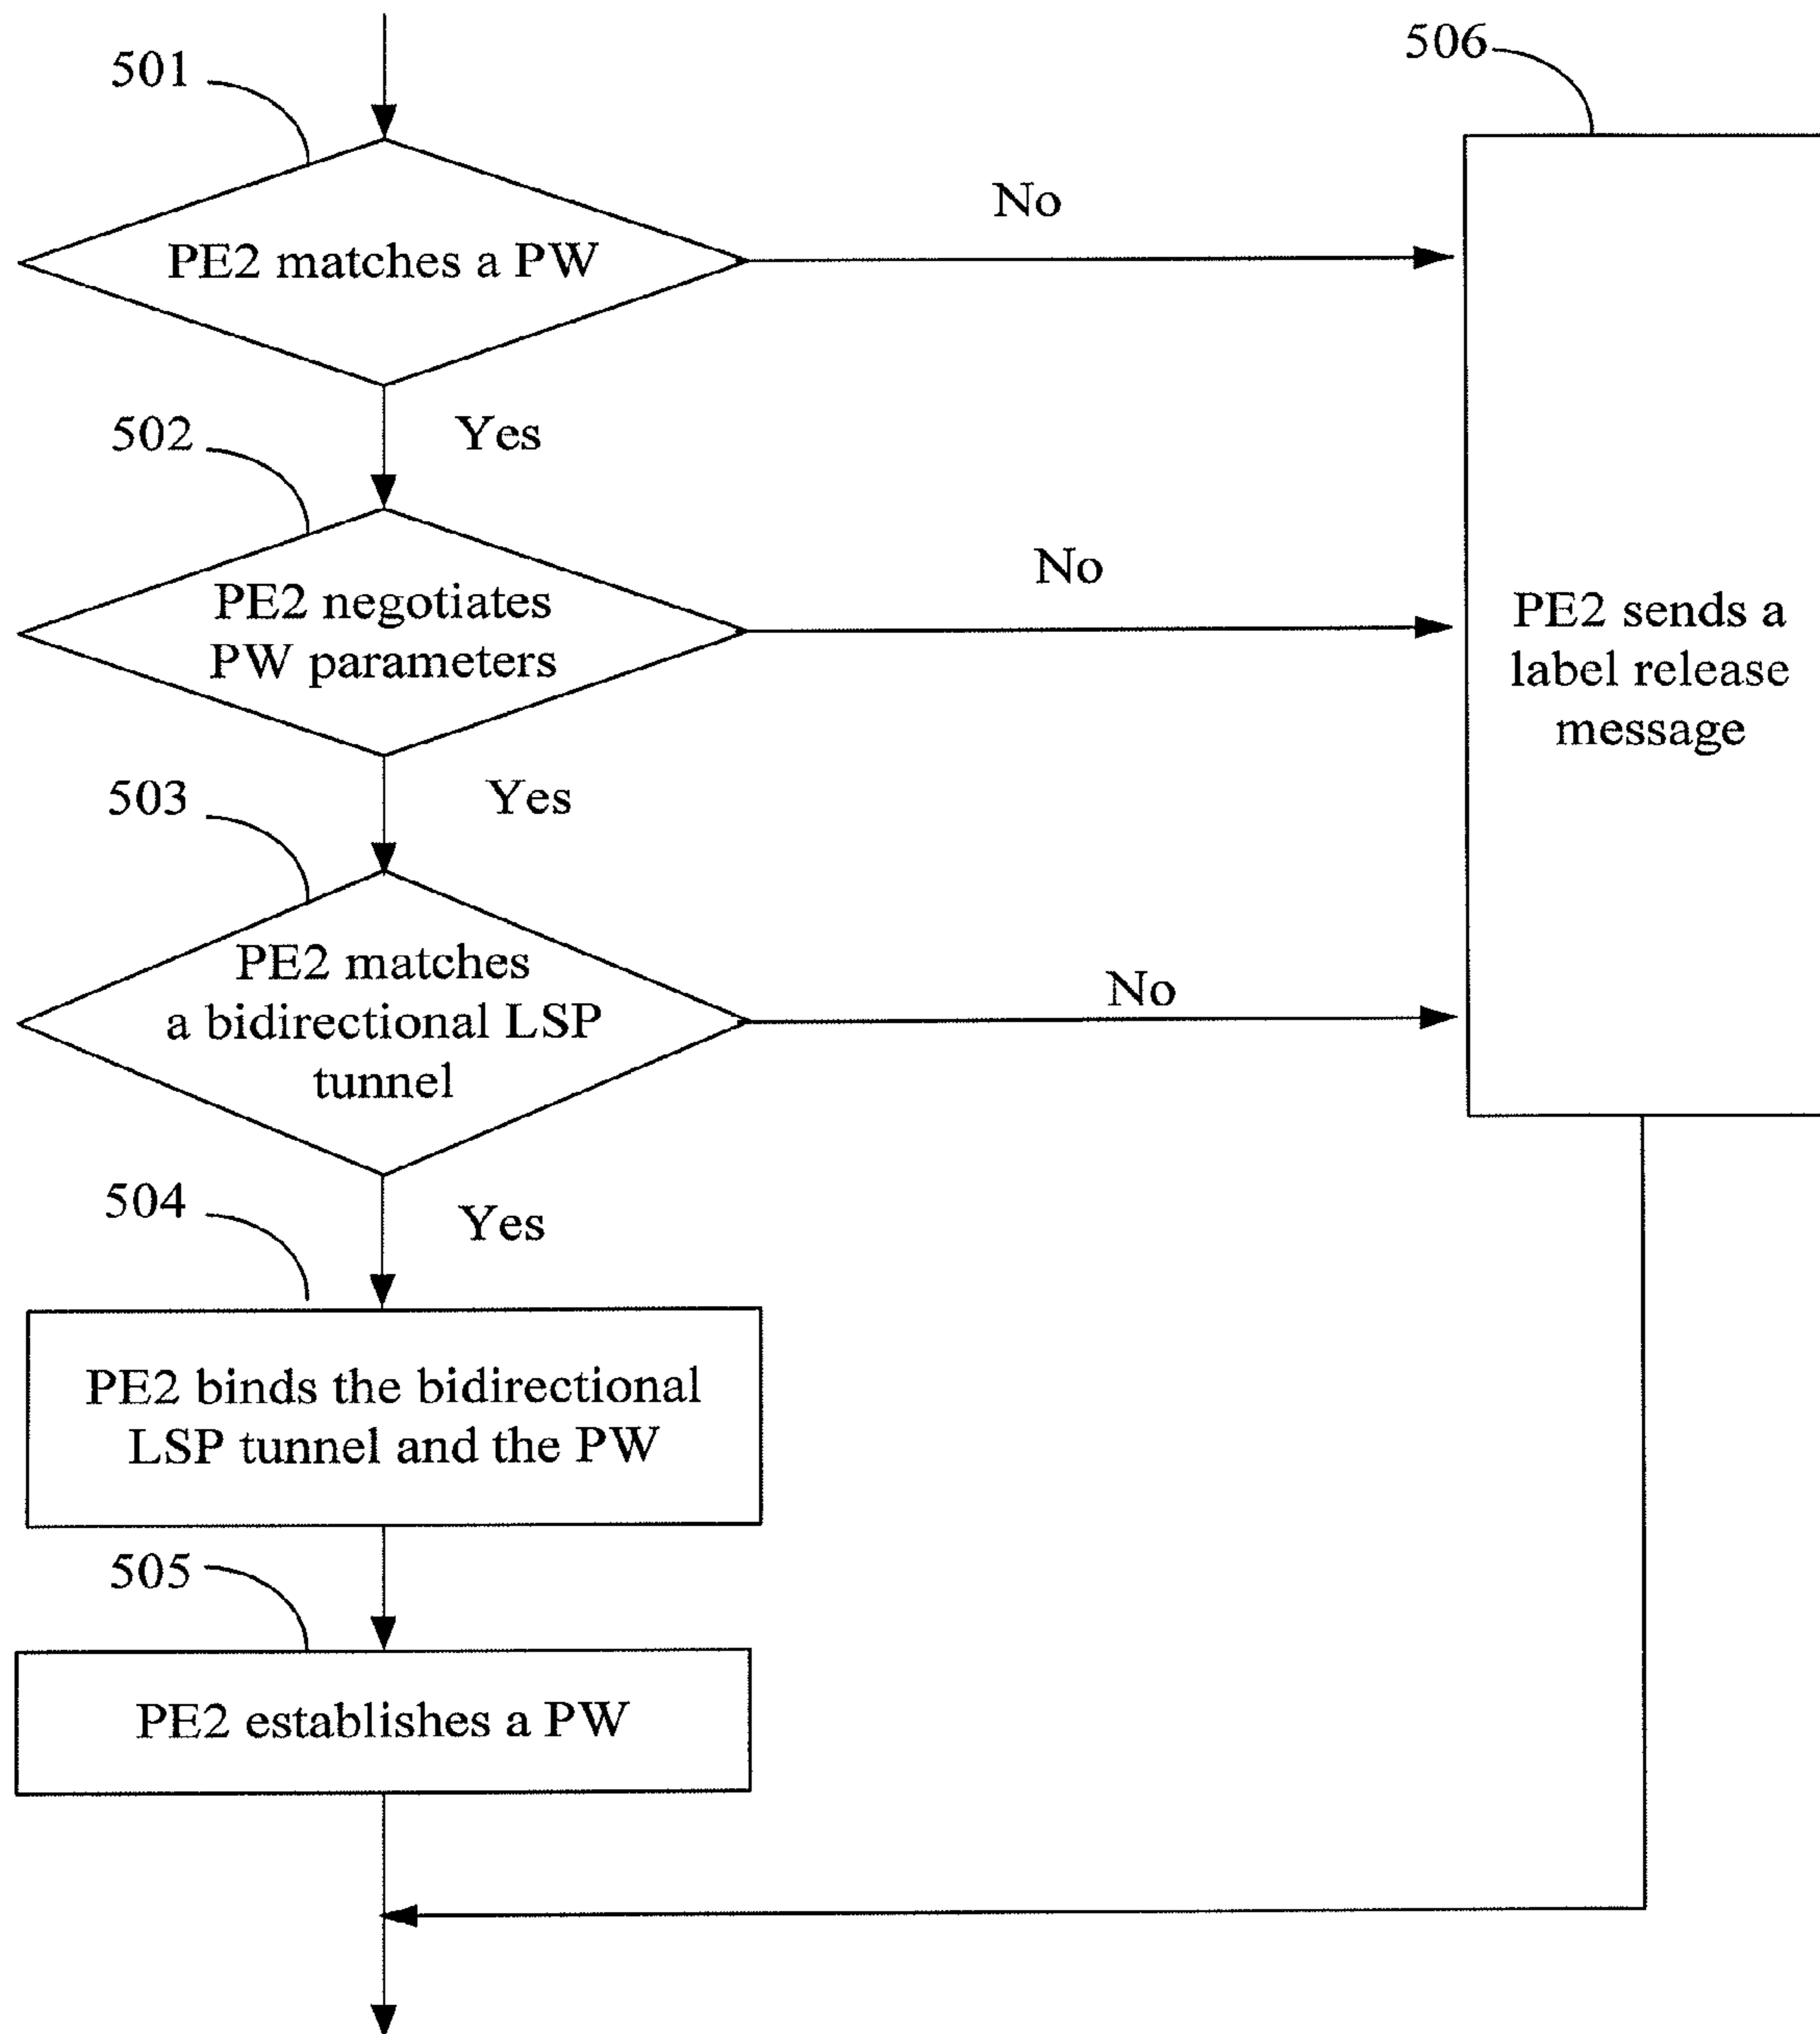 501
506
No
PE2 matches a PW
Yes
502
No
PE2 negotiates
PW parameters
PE2 sends a
label release
message
Yes
503
PE2 matches
a bidirectional LSP
tunnel
No
504
Yes
PE2 binds the bidirectional
LSP tunnel and the PW
505
PE2 establishes a PW